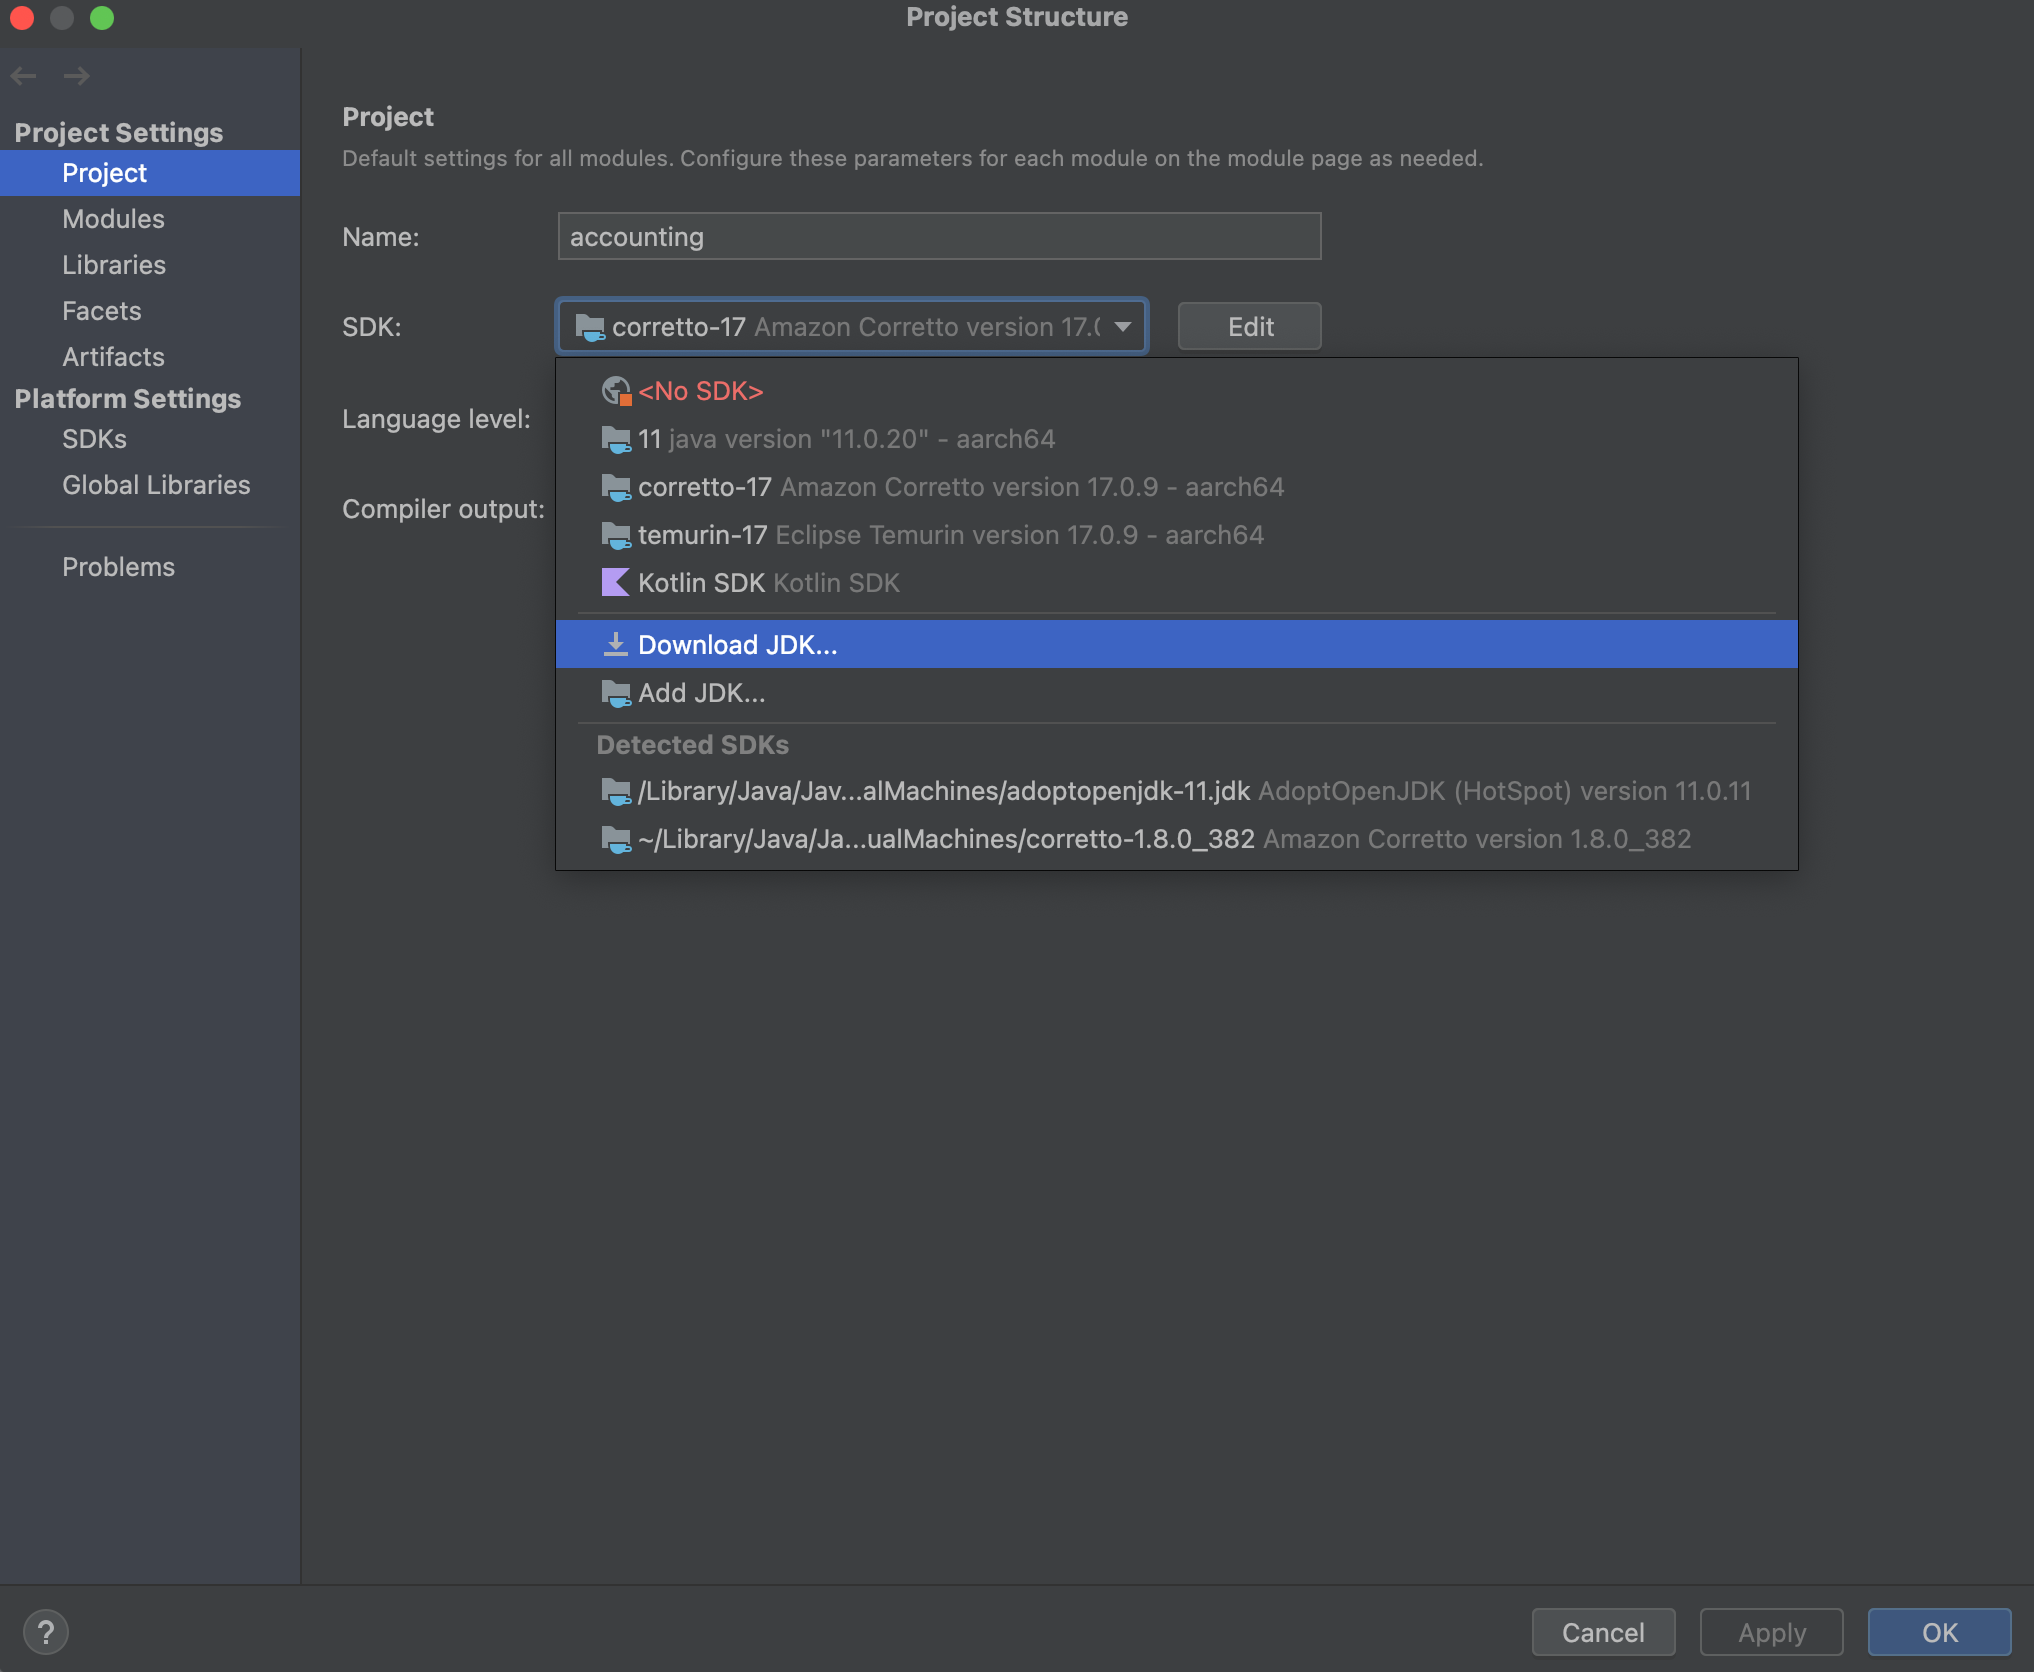 Project Structure
Project Settings
Project
Modules
Libraries
Facets
Artifacts
Platform Settings
SDKs
Global Libraries
Problems
Project
Default settings for all modules. Configure these parameters for each module on the module page as needed.
Name: accounting
SDK: corretto-17 Amazon Corretto version 17.( Edit
Language level:
Compiler output:
<No SDK>
11 java version "11.0.20" - aarch64
corretto-17 Amazon Corretto version 17.0.9 - aarch64
temurin-17 Eclipse Temurin version 17.0.9 - aarch64
Kotlin SDK Kotlin SDK
Download JDK...
Add JDK...
Detected SDKs
/Library/Java/Jav...alMachines/adoptopenjdk-11.jdk AdoptOpenJDK (HotSpot) version 11.0.11
~/Library/Java/Ja...ualMachines/corretto-1.8.0_382 Amazon Corretto version 1.8.0_382
? Cancel Apply OK